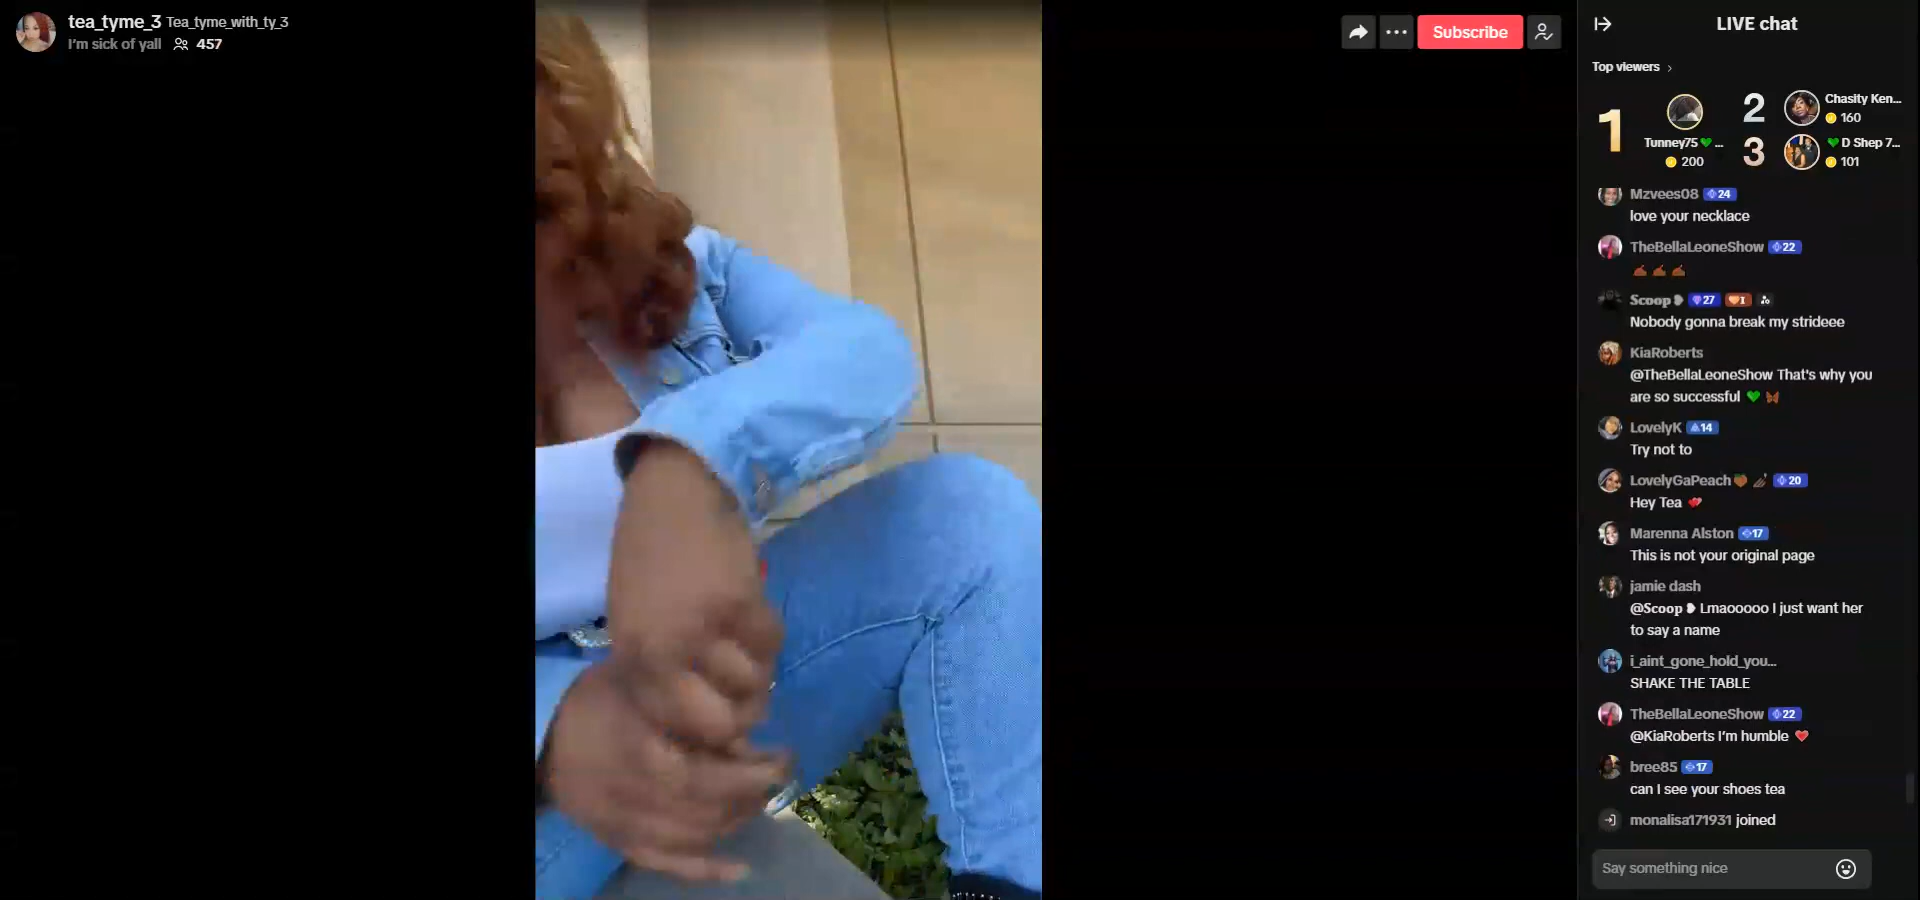 tea_tyme_3 Tea_tyme_with_ty_3
I'm sick of yall 457
Subscribe
LIVE chat
Top viewers
1
Tunney75 💚 ...
200
2
Chasity Ken...
160
3
💚 D Shep 7...
101
Mzvees08 24
love your necklace
TheBellaLeoneShow 22
Scoop 27 I
Nobody gonna break my strideee
KiaRoberts
@TheBellaLeoneShow That's why you
are so successful 💚
LovelyK 14
Try not to
LovelyGaPeach 20
Hey Tea
Marenna Alston 17
This is not your original page
jamie dash
@Scoop Lmaooooo I just want her
to say a name
i_aint_gone_hold_you...
SHAKE THE TABLE
TheBellaLeoneShow 22
@KiaRoberts I'm humble ❤️
bree85 17
can I see your shoes tea
monalisa171931 joined
Say something nice